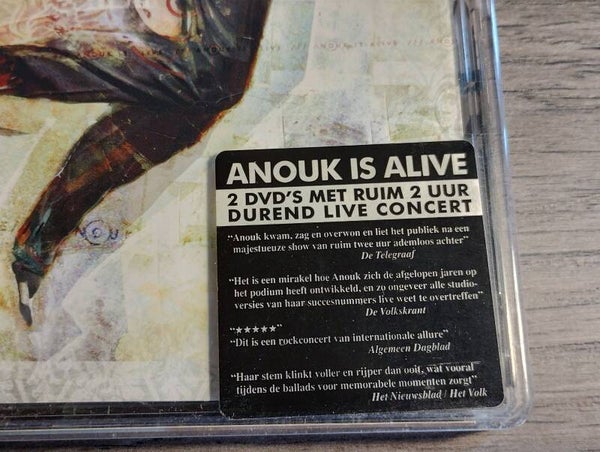 ANOUK IS ALIVE
2 DVD'S MET RUIM 2 UUR
DUREND LIVE CONCERT
"Anouk kwam, zag en overwon en liet het publiek na een
majestueuze show van ruim twee uur ademloos achter"
De Telegraaf
"Het is een mirakel hoe Anouk zich de afgelopen jaren op
het podium heeft ontwikkeld, en zo ongeveer alle studio-
versies van haar succesnummers live weet te overtreffen"
De Volkskrant
"★★★★★"
"Dit is een rockconcert van internationale allure"
Algemeen Dagblad
"Haar stem klinkt voller en rijper dan ooit, wat vooral
tijdens de ballads voor memorabele momenten zorgt"
Het Nieuwsblad / Het Volk